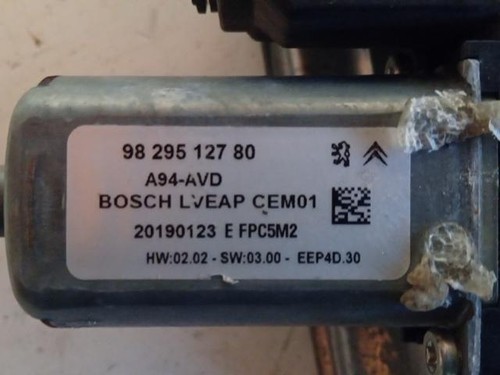 98 295 127 80
A94-AVD
BOSCH LVEAP CEM01
20190123 E FPC5M2
HW:02.02 - SW:03.00 - EEP4D.30